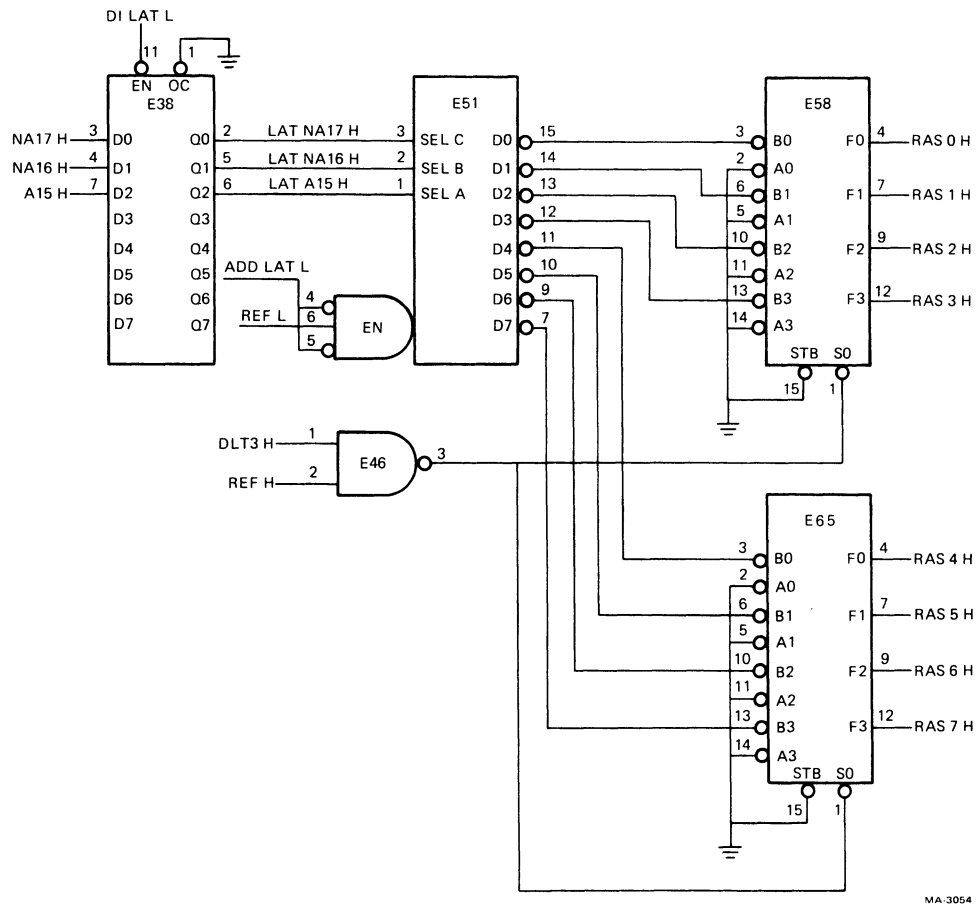 DI LAT L
11 1
EN OC
E38
NA17 H 3 D0 Q0 2 LAT NA17 H 3 SEL C
NA16 H 4 D1 Q1 5 LAT NA16 H 2 SEL B
A15 H 7 D2 Q2 6 LAT A15 H 1 SEL A
D3 Q3
D4 Q4
D5 Q5
D6 Q6
D7 Q7
ADD LAT L
4
REF L 6 EN
5
E51
D0 15
D1 14
D2 13
D3 12
D4 11
D5 10
D6 9
D7 7
E58
3 B0 F0 4 RAS 0 H
2 A0
6 B1 F1 7 RAS 1 H
5 A1
10 B2 F2 9 RAS 2 H
11 A2
13 B3 F3 12 RAS 3 H
14 A3
STB S0
15 1
DLT3 H 1
E46 3
REF H 2
E65
3 B0 F0 4 RAS 4 H
2 A0
6 B1 F1 7 RAS 5 H
5 A1
10 B2 F2 9 RAS 6 H
11 A2
13 B3 F3 12 RAS 7 H
14 A3
STB S0
15 1
MA-3054